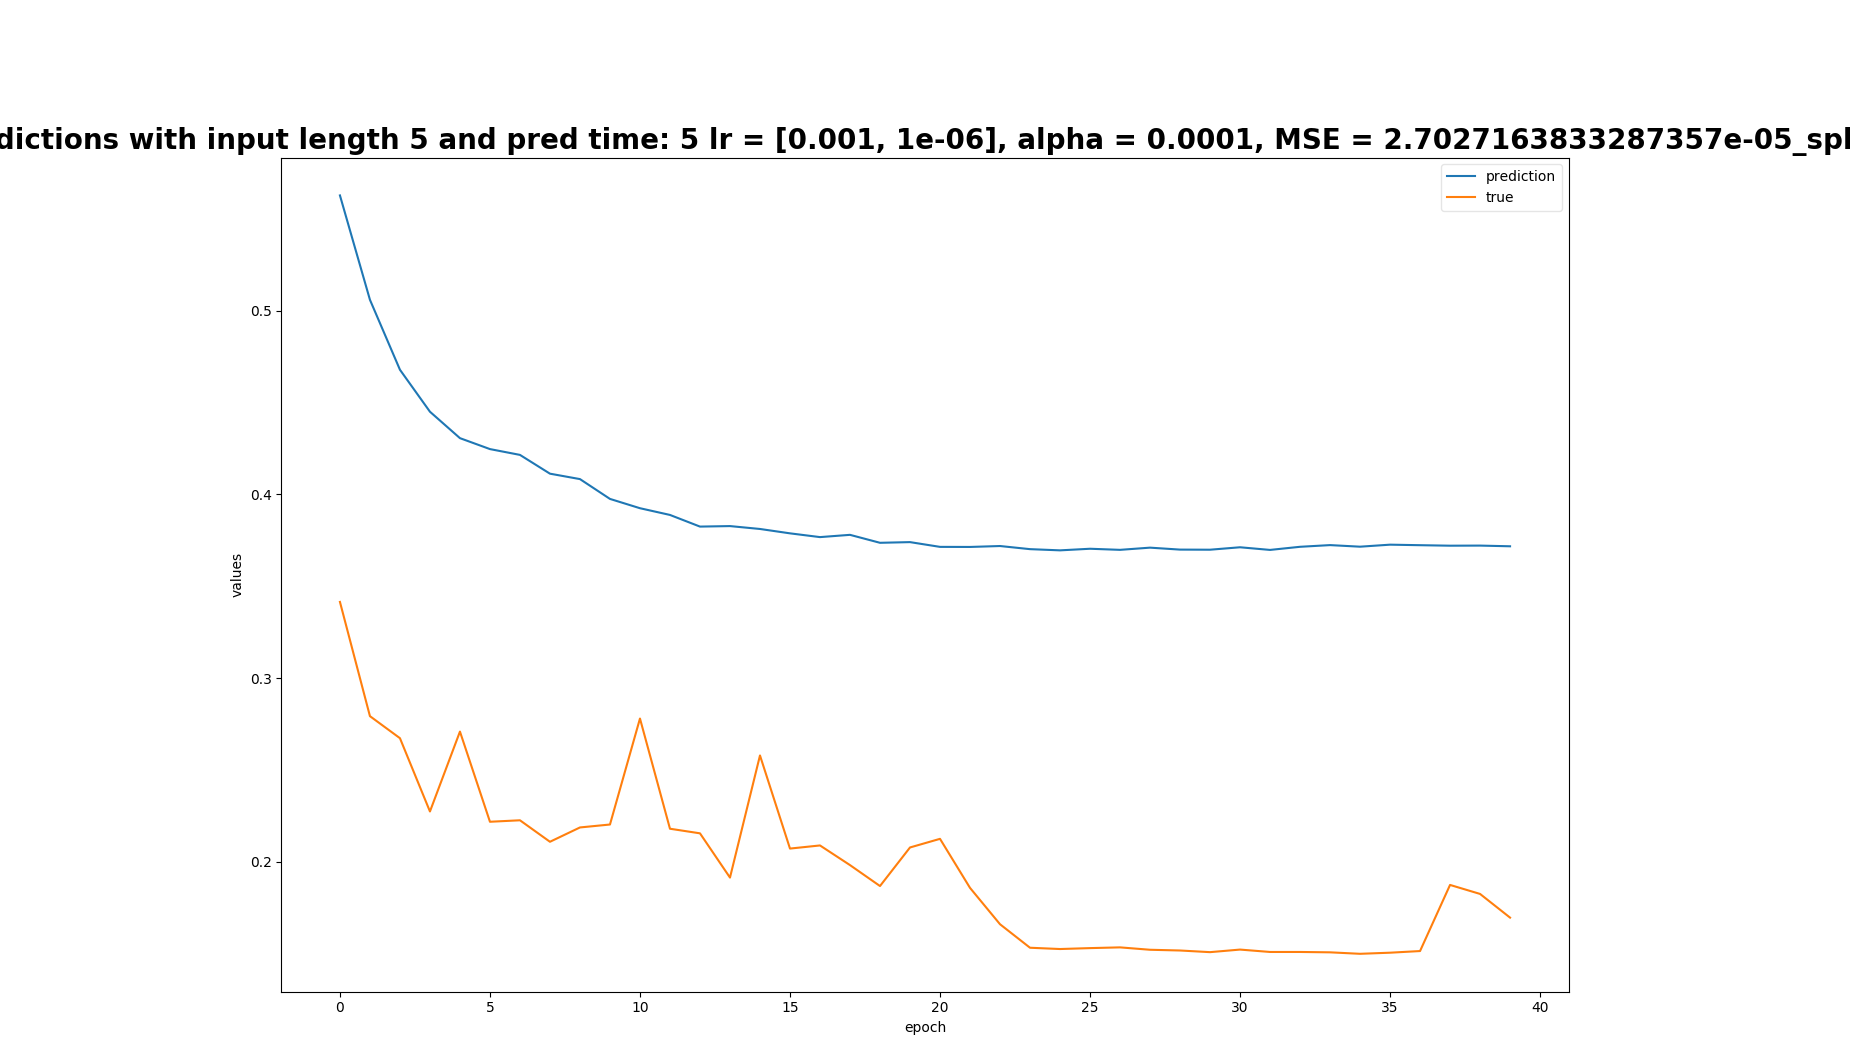 dictions with input length 5 and pred time: 5 lr = [0.001, 1e-06], alpha = 0.0001, MSE = 2.7027163833287357e-05_spl
prediction
true
0.5
0.4
0.3
0.2
values
0 5 10 15 20 25 30 35 40
epoch